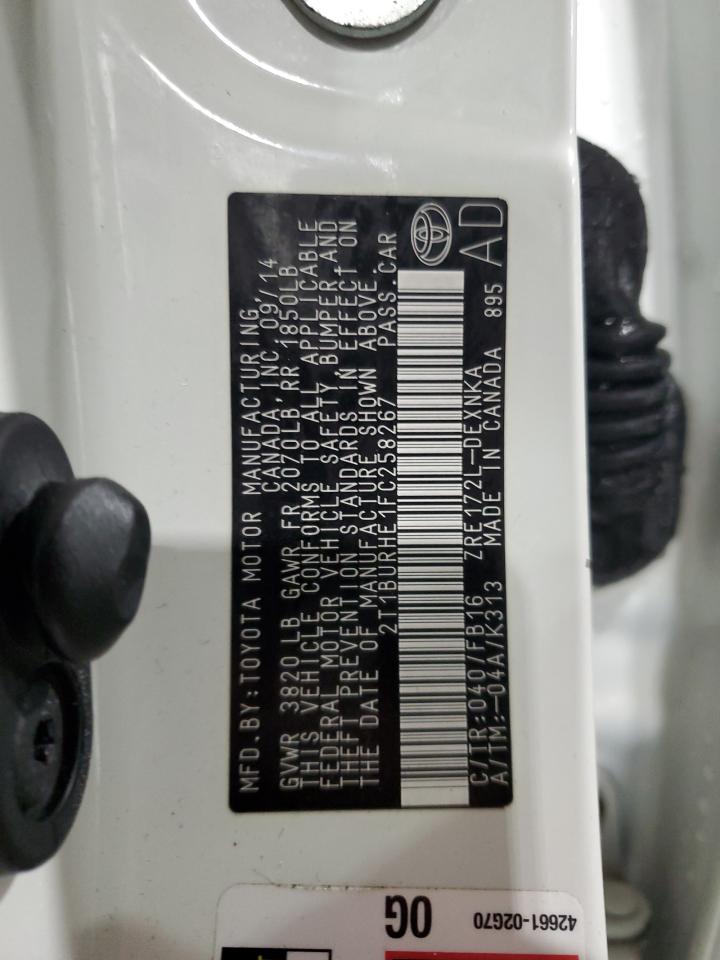 MFD.BY:TOYOTA MOTOR MANUFACTURING,
CANADA, INC. 09/14
GVWR 3820LB GAWR FR 2070LB RR 1850LB
THIS VEHICLE CONFORMS TO ALL APPLICABLE
FEDERAL MOTOR VEHICLE SAFETY, BUMPER, AND
THEFT PREVENTION STANDARDS IN EFFECT ON
THE DATE OF MANUFACTURE SHOWN ABOVE.
2T1BURHE1FC258267 PASS. CAR
C/TR:040/FB16 ZRE172L-DEXNKA AD
A/TM:-04A/K313 MADE IN CANADA 895
42661-02G70 0G